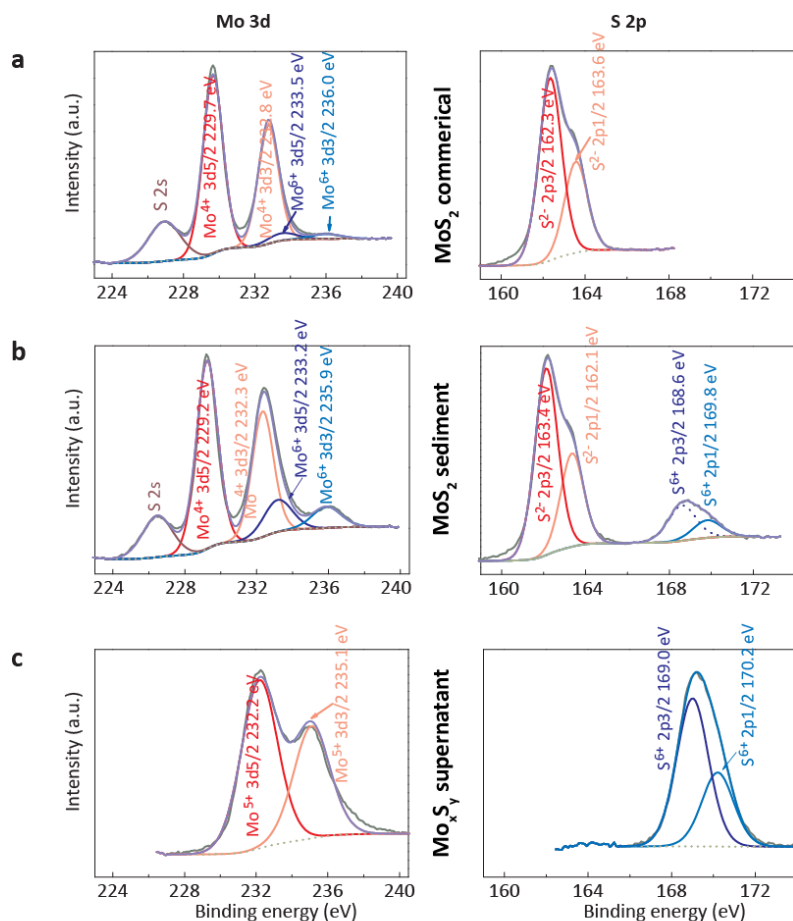 Mo 3d
S 2p
a
Intensity (a.u.)
S 2s
Mo4+ 3d5/2 229.7 eV
Mo4+ 3d3/2 232.8 eV
Mo6+ 3d5/2 233.5 eV
Mo6+ 3d3/2 236.0 eV
224 228 232 236 240
MoS2 commerical
S2- 2p3/2 162.3 eV
S2- 2p1/2 163.6 eV
160 164 168 172
b
Intensity (a.u.)
S 2s
Mo4+ 3d5/2 229.2 eV
Mo4+ 3d3/2 232.3 eV
Mo6+ 3d5/2 233.2 eV
Mo6+ 3d3/2 235.9 eV
224 228 232 236 240
MoS2 sediment
S2- 2p3/2 163.4 eV
S2- 2p1/2 162.1 eV
S6+ 2p3/2 168.6 eV
S6+ 2p1/2 169.8 eV
160 164 168 172
c
Intensity (a.u.)
Mo5+ 3d5/2 232.2 eV
Mo5+ 3d3/2 235.1 eV
224 228 232 236 240
Binding energy (eV)
MoxSy supernatant
S6+ 2p3/2 169.0 eV
S6+ 2p1/2 170.2 eV
160 164 168 172
Binding energy (eV)